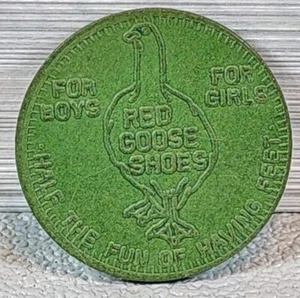 FOR
BOYS
FOR
GIRLS
RED
GOOSE
SHOES
HALF THE FUN OF HAVING FEET